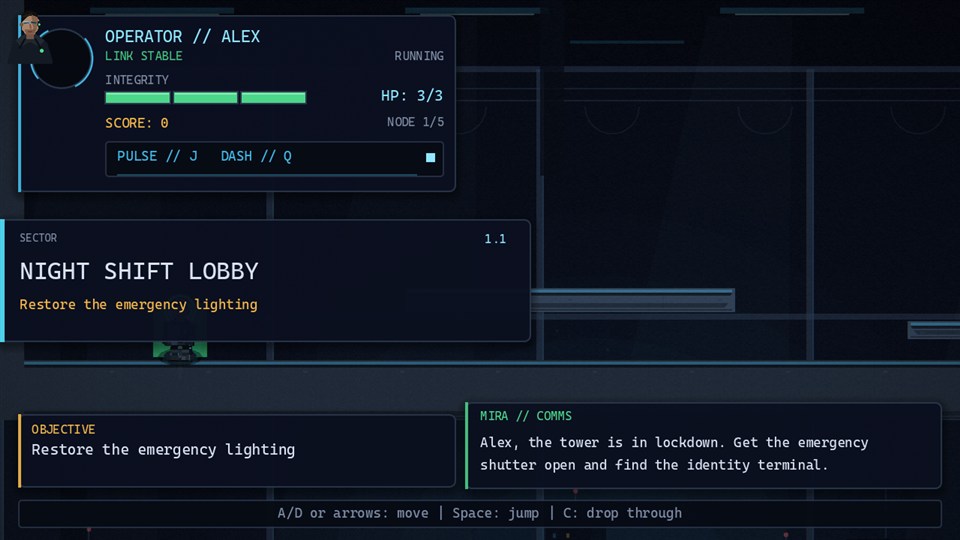 OPERATOR // ALEX
LINK STABLE
RUNNING
INTEGRITY
HP: 3/3
SCORE: 0
NODE 1/5
PULSE // J DASH // Q
SECTOR
1.1
NIGHT SHIFT LOBBY
Restore the emergency lighting
OBJECTIVE
Restore the emergency lighting
MIRA // COMMS
Alex, the tower is in lockdown. Get the emergency
shutter open and find the identity terminal.
A/D or arrows: move | Space: jump | C: drop through